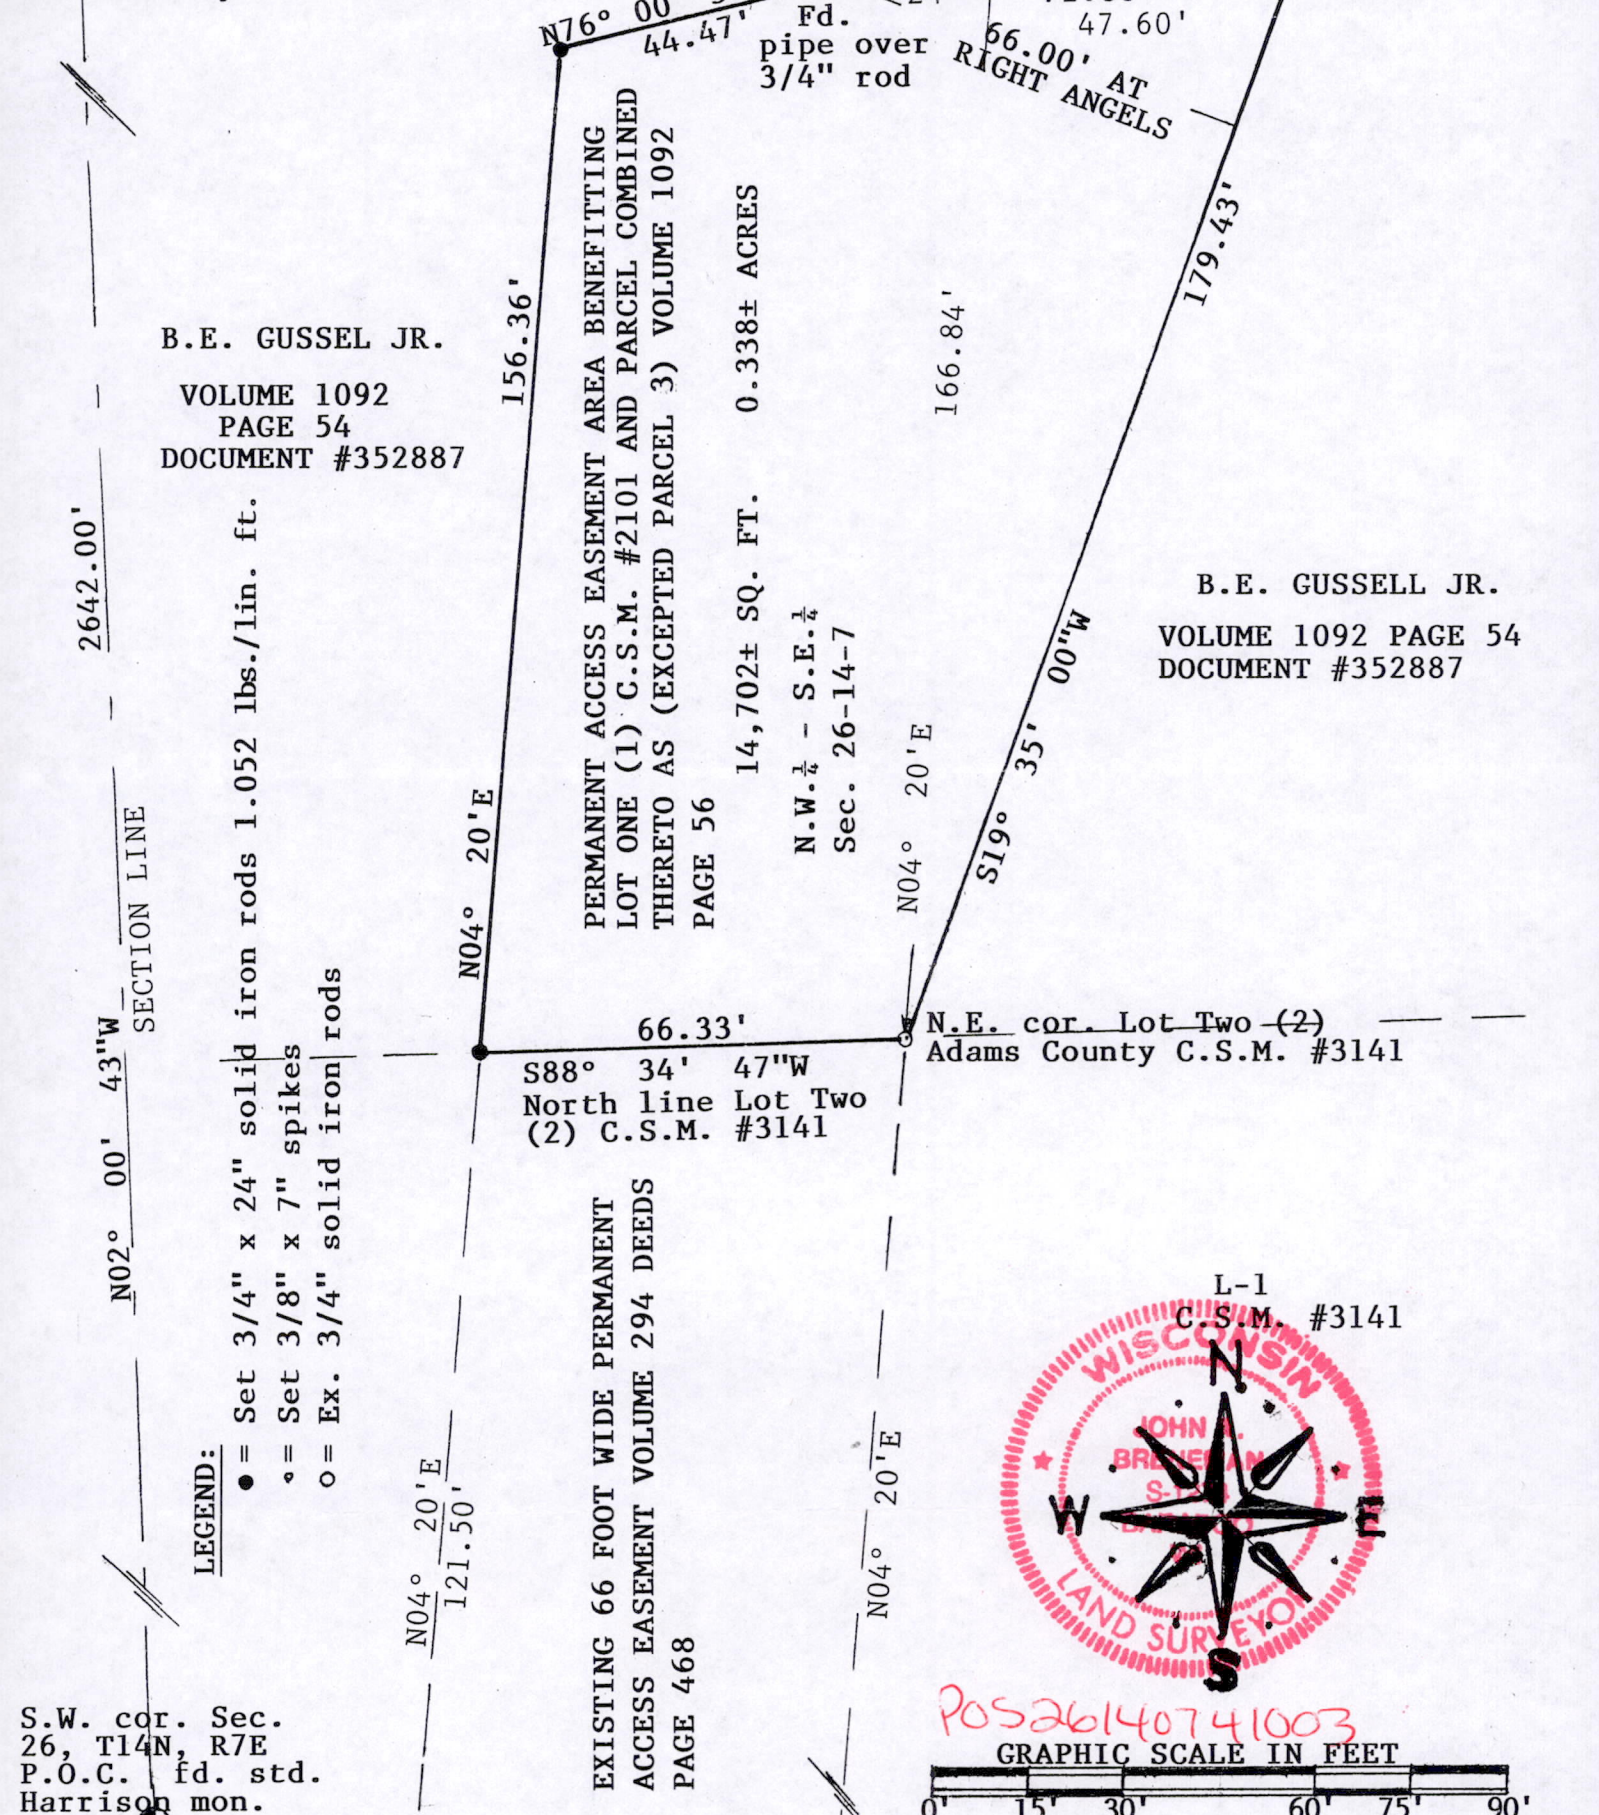 N76° 00
44.47'
Fd.
pipe over
3/4" rod
47.60'
66.00' AT
RIGHT ANGELS
179.43'
S19° 35' 00"W
156.36'
N04° 20'E
PERMANENT ACCESS EASEMENT AREA BENEFITTING
LOT ONE (1) C.S.M. #2101 AND PARCEL COMBINED
THERETO AS (EXCEPTED PARCEL 3) VOLUME 1092
PAGE 56
14,702± SQ. FT. 0.338± ACRES
N.W.¼ - S.E.¼
Sec. 26-14-7
166.84'
N04° 20'E
B.E. GUSSEL JR.
VOLUME 1092
PAGE 54
DOCUMENT #352887
B.E. GUSSELL JR.
VOLUME 1092 PAGE 54
DOCUMENT #352887
2642.00'
SECTION LINE
N02° 00' 43"W
LEGEND:
= Set 3/4" x 24" solid iron rods 1.052 lbs./lin. ft.
= Set 3/8" x 7" spikes
= Ex. 3/4" solid iron rods
66.33'
S88° 34' 47"W
North line Lot Two
(2) C.S.M. #3141
N.E. cor. Lot Two (2)
Adams County C.S.M. #3141
EXISTING 66 FOOT WIDE PERMANENT
ACCESS EASEMENT VOLUME 294 DEEDS
PAGE 468
N04° 20'E
121.50'
N04° 20'E
L-1
C.S.M. #3141
WISCONSIN
N
JOHN
W
E
LAND SURVEYOR
S
POS26140741003
GRAPHIC SCALE IN FEET
0' 15' 30' 60' 75' 90'
S.W. cor. Sec.
26, T14N, R7E
P.O.C. fd. std.
Harrison mon.